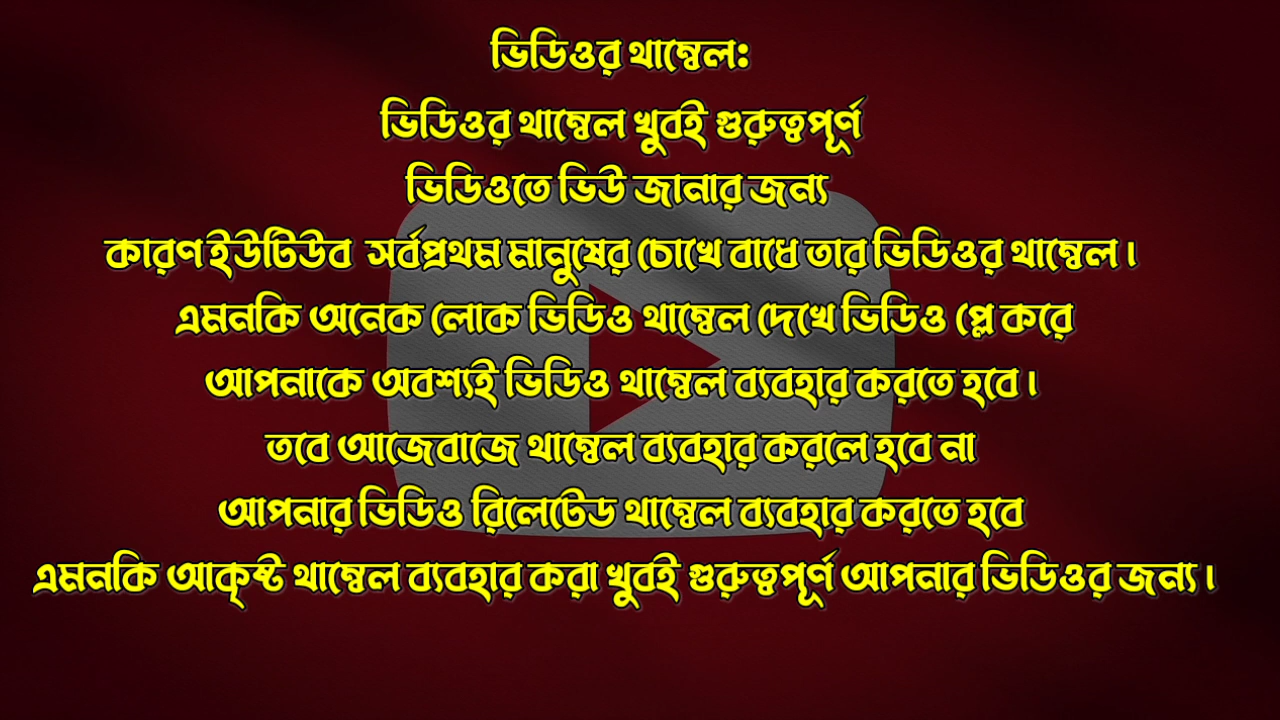 ভিডিওর থাম্বেল:
ভিডিওর থাম্বেল খুবই গুরুত্বপূর্ণ
ভিডিওতে ভিউ জানার জন্য
কারণ ইউটিউব সর্বপ্রথম মানুষের চোখে বাধে তার ভিডিওর থাম্বেল।
এমনকি অনেক লোক ভিডিও থাম্বেল দেখে ভিডিও প্লে করে
আপনাকে অবশ্যই ভিডিও থাম্বেল ব্যবহার করতে হবে।
তবে আজেবাজে থাম্বেল ব্যবহার করলে হবে না
আপনার ভিডিও রিলেটেড থাম্বেল ব্যবহার করতে হবে
এমনকি আকৃষ্ট থাম্বেল ব্যবহার করা খুবই গুরুত্বপূর্ণ আপনার ভিডিওর জন্য।